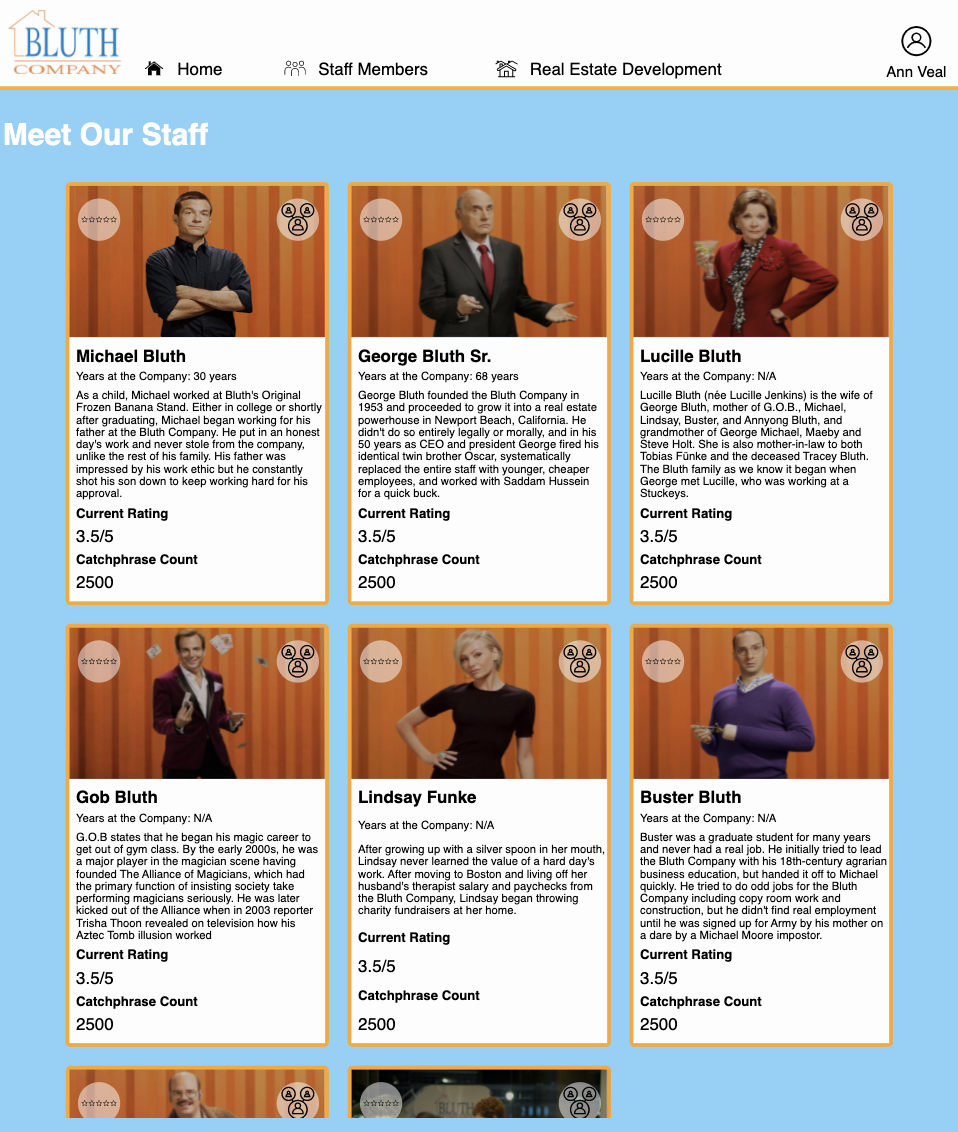 BLUTH
COMPANY
Home
Staff Members
Real Estate Development
Ann Veal
Meet Our Staff
Michael Bluth
Years at the Company: 30 years
As a child, Michael worked at Bluth's Original
Frozen Banana Stand. Either in college or shortly
after graduating, Michael began working for his
father at the Bluth Company. He put in an honest
day's work and never stole from the company,
unlike the rest of his family. His father was
impressed by his work ethic but he constantly
shot his son down to keep working hard for his
approval.
Current Rating
3.5/5
Catchphrase Count
2500
George Bluth Sr.
Years at the Company: 68 years
George Bluth founded the Bluth Company in
1953 and proceeded to grow it into a real estate
powerhouse in Newport Beach, California. He
didn't do so entirely legally or morally, and in his
50 years as CEO and president George fired his
identical twin brother Oscar, systematically
replaced the entire staff with younger, cheaper
employees, and worked with Saddam Hussein
for a quick buck.
Current Rating
3.5/5
Catchphrase Count
2500
Lucille Bluth
Years at the Company: N/A
Lucille Bluth (née Lucille Jenkins) is the wife of
George Bluth, mother of G.O.B., Michael,
Lindsay, Buster, and Annyong Bluth, and
grandmother of George Michael, Maeby and
Steve Holt. She is also mother-in-law to both
Tobias Fünke and the deceased Tracey Bluth.
The Bluth family as we know it began when
George met Lucille, who was working at a
Stuckeys.
Current Rating
3.5/5
Catchphrase Count
2500
Gob Bluth
Years at the Company: N/A
G.O.B states that he began his magic career to
get out of gym class. By the early 2000s, he was
a major player in the magician scene having
founded The Alliance of Magicians, which had
the primary function of insisting society take
performing magicians seriously. He was later
kicked out of the Alliance when in 2003 reporter
Trisha Thoon revealed on television how his
Aztec Tomb illusion worked
Current Rating
3.5/5
Catchphrase Count
2500
Lindsay Funke
Years at the Company: N/A
After growing up with a silver spoon in her mouth,
Lindsay never learned the value of a hard day's
work. After moving to Boston and living off her
husband's therapist salary and paychecks from
the Bluth Company, Lindsay began throwing
charity fundraisers at her home.
Current Rating
3.5/5
Catchphrase Count
2500
Buster Bluth
Years at the Company: N/A
Buster was a graduate student for many years
and never had a real job. He initially tried to lead
the Bluth Company with his 18th-century agrarian
business education, but handed it off to Michael
quickly. He tried to do odd jobs for the Bluth
Company including copy room work and
construction, but he didn't find real employment
until he was signed up for Army by his mother on
a dare by a Michael Moore impostor.
Current Rating
3.5/5
Catchphrase Count
2500
BLUTH